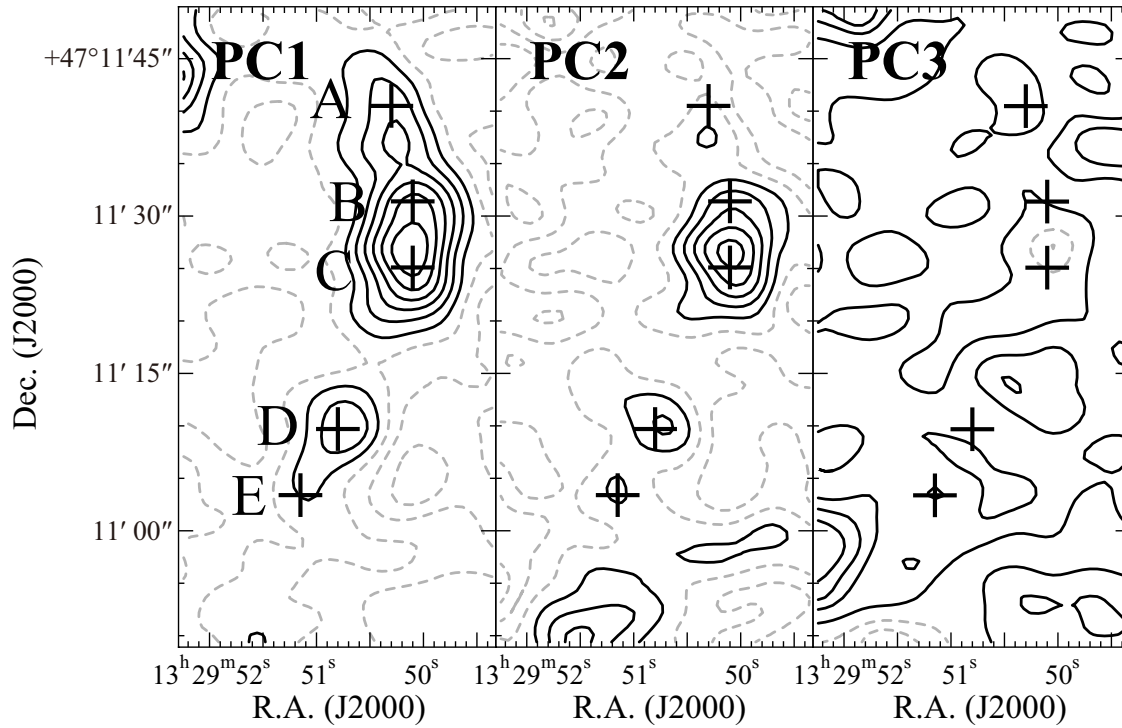 PC1 PC2 PC3
+47°11′45″
A
11′30″
B
C
11′15″
D
E
11′00″
Dec. (J2000)
13ʰ29ᵐ52ˢ 51ˢ 50ˢ 13ʰ29ᵐ52ˢ 51ˢ 50ˢ 13ʰ29ᵐ52ˢ 51ˢ 50ˢ
R.A. (J2000) R.A. (J2000) R.A. (J2000)